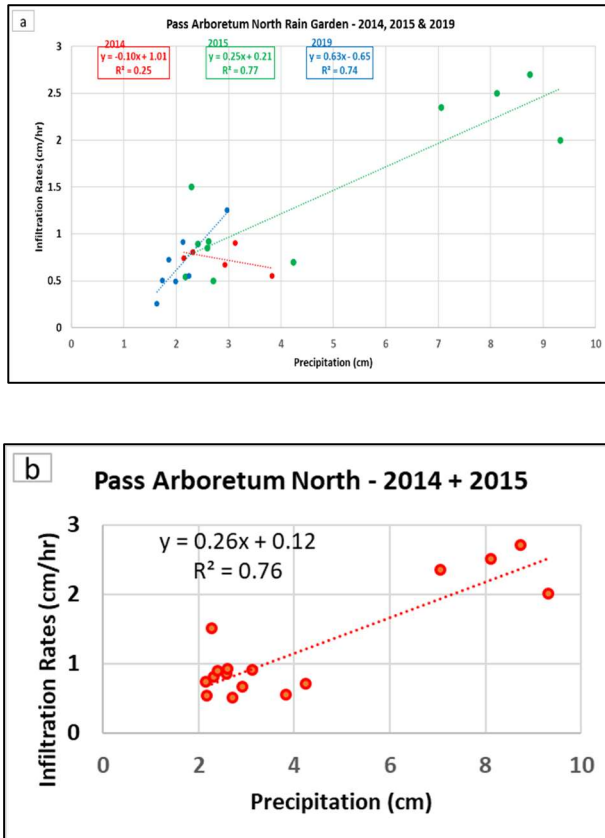 a
Pass Arboretum North Rain Garden - 2014, 2015 & 2019
2014 2015 2019
y = -0.10x + 1.01 y = 0.25x + 0.21 y = 0.63x - 0.65
R² = 0.25 R² = 0.77 R² = 0.74
3
2.5
2
1.5
1
0.5
0
Infiltration Rates (cm/hr)
0 1 2 3 4 5 6 7 8 9 10
Precipitation (cm)
b
Pass Arboretum North - 2014 + 2015
y = 0.26x + 0.12
R² = 0.76
3
2
1
0
Infiltration Rates (cm/hr)
0 2 4 6 8 10
Precipitation (cm)